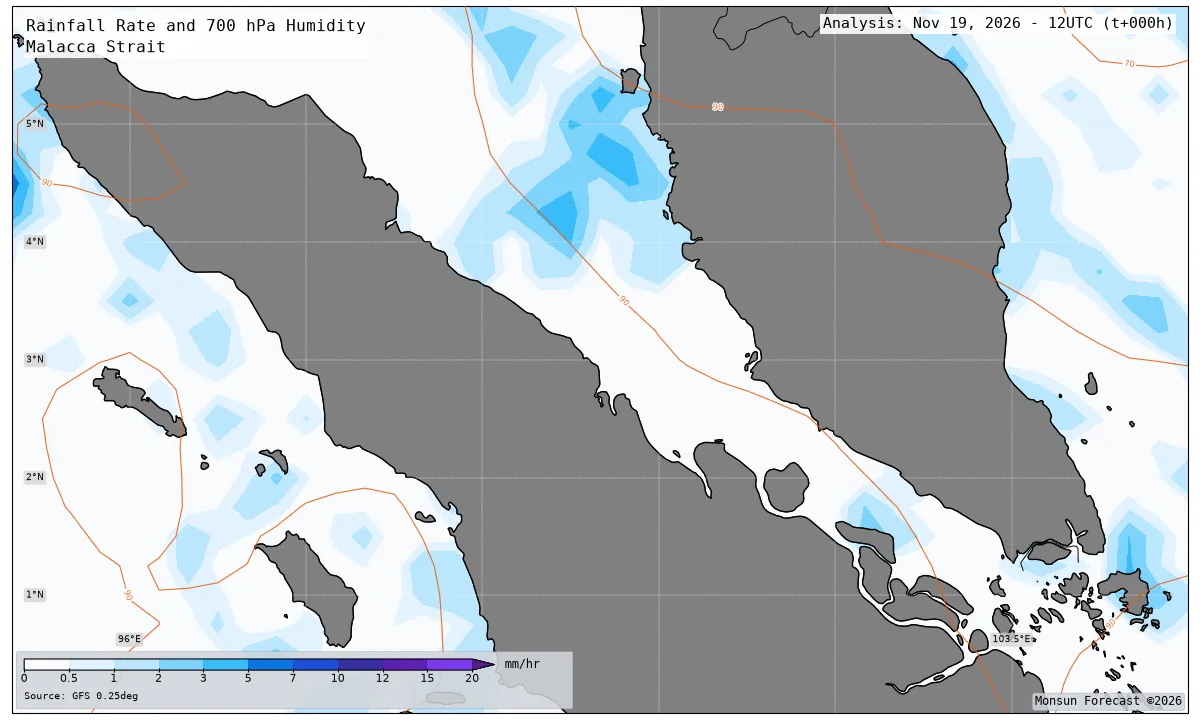 Rainfall Rate and 700 hPa Humidity
Malacca Strait
Analysis: Nov 19, 2026 - 12UTC (t+000h)
70
90
5°N
90
4°N
90
3°N
2°N
1°N
90
90
96°E
103.5°E
mm/hr
0 0.5 1 2 3 5 7 10 12 15 20
Source: GFS 0.25deg
Monsun Forecast ©2026